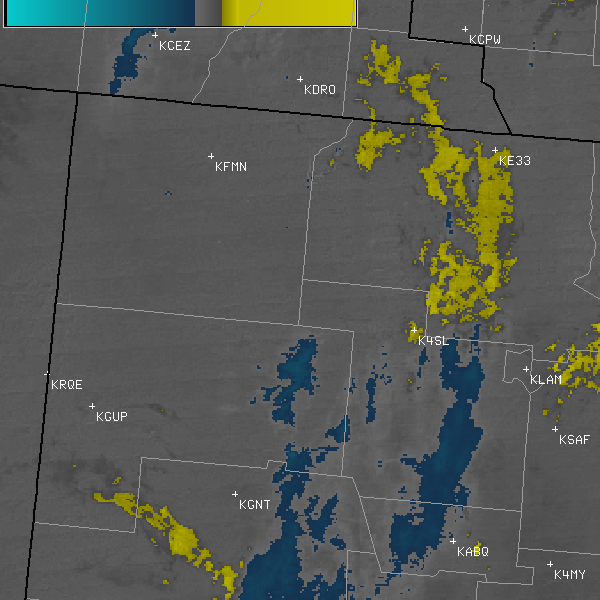 KCPW
KCEZ
KDRO
KE33
KFMN
K4SL
KLAM
KRQE
KGUP
KSAF
KGNT
KABQ
K4MY